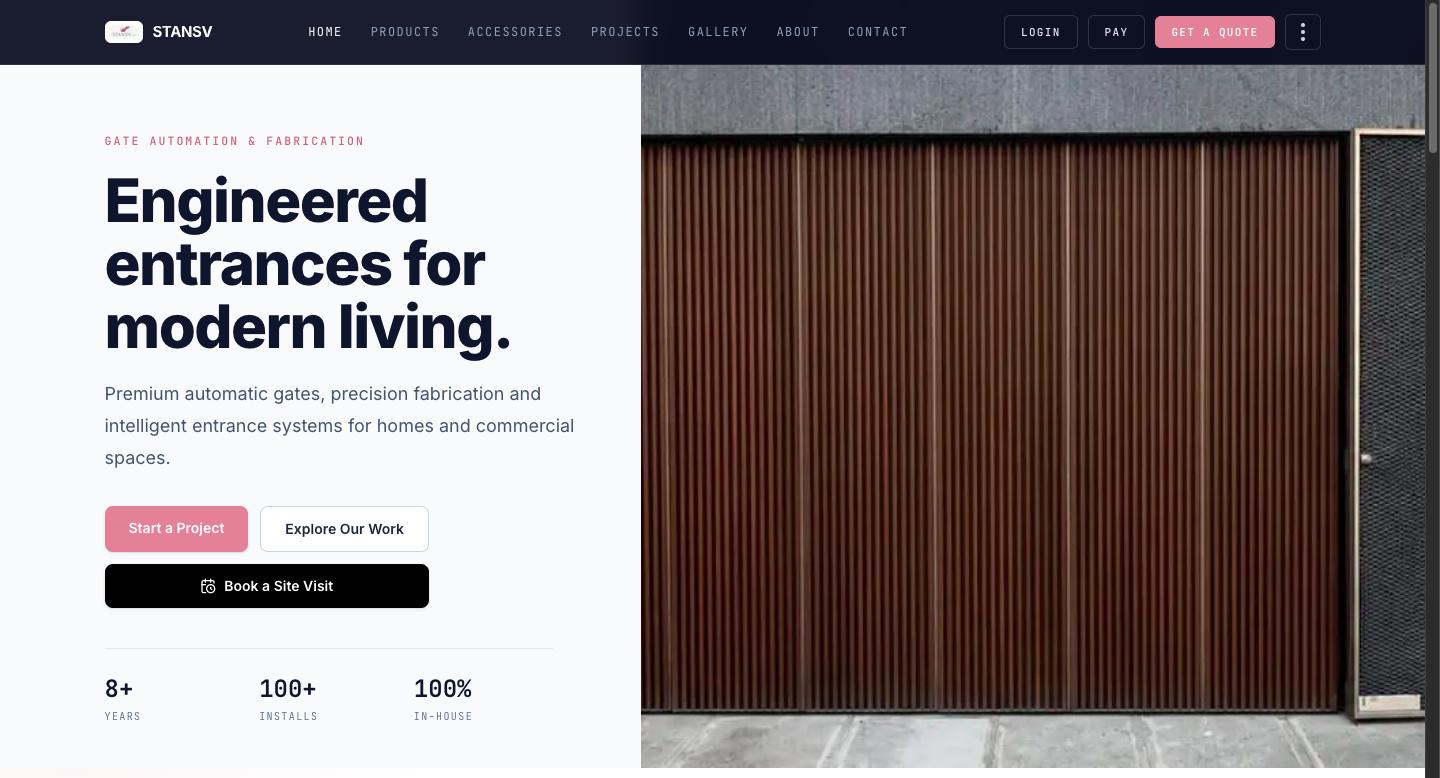 STANSV
HOME
PRODUCTS
ACCESSORIES
PROJECTS
GALLERY
ABOUT
CONTACT
LOGIN
PAY
GET A QUOTE
GATE AUTOMATION & FABRICATION
Engineered
entrances for
modern living.
Premium automatic gates, precision fabrication and
intelligent entrance systems for homes and commercial
spaces.
Start a Project
Explore Our Work
Book a Site Visit
8+
YEARS
100+
INSTALLS
100%
IN-HOUSE